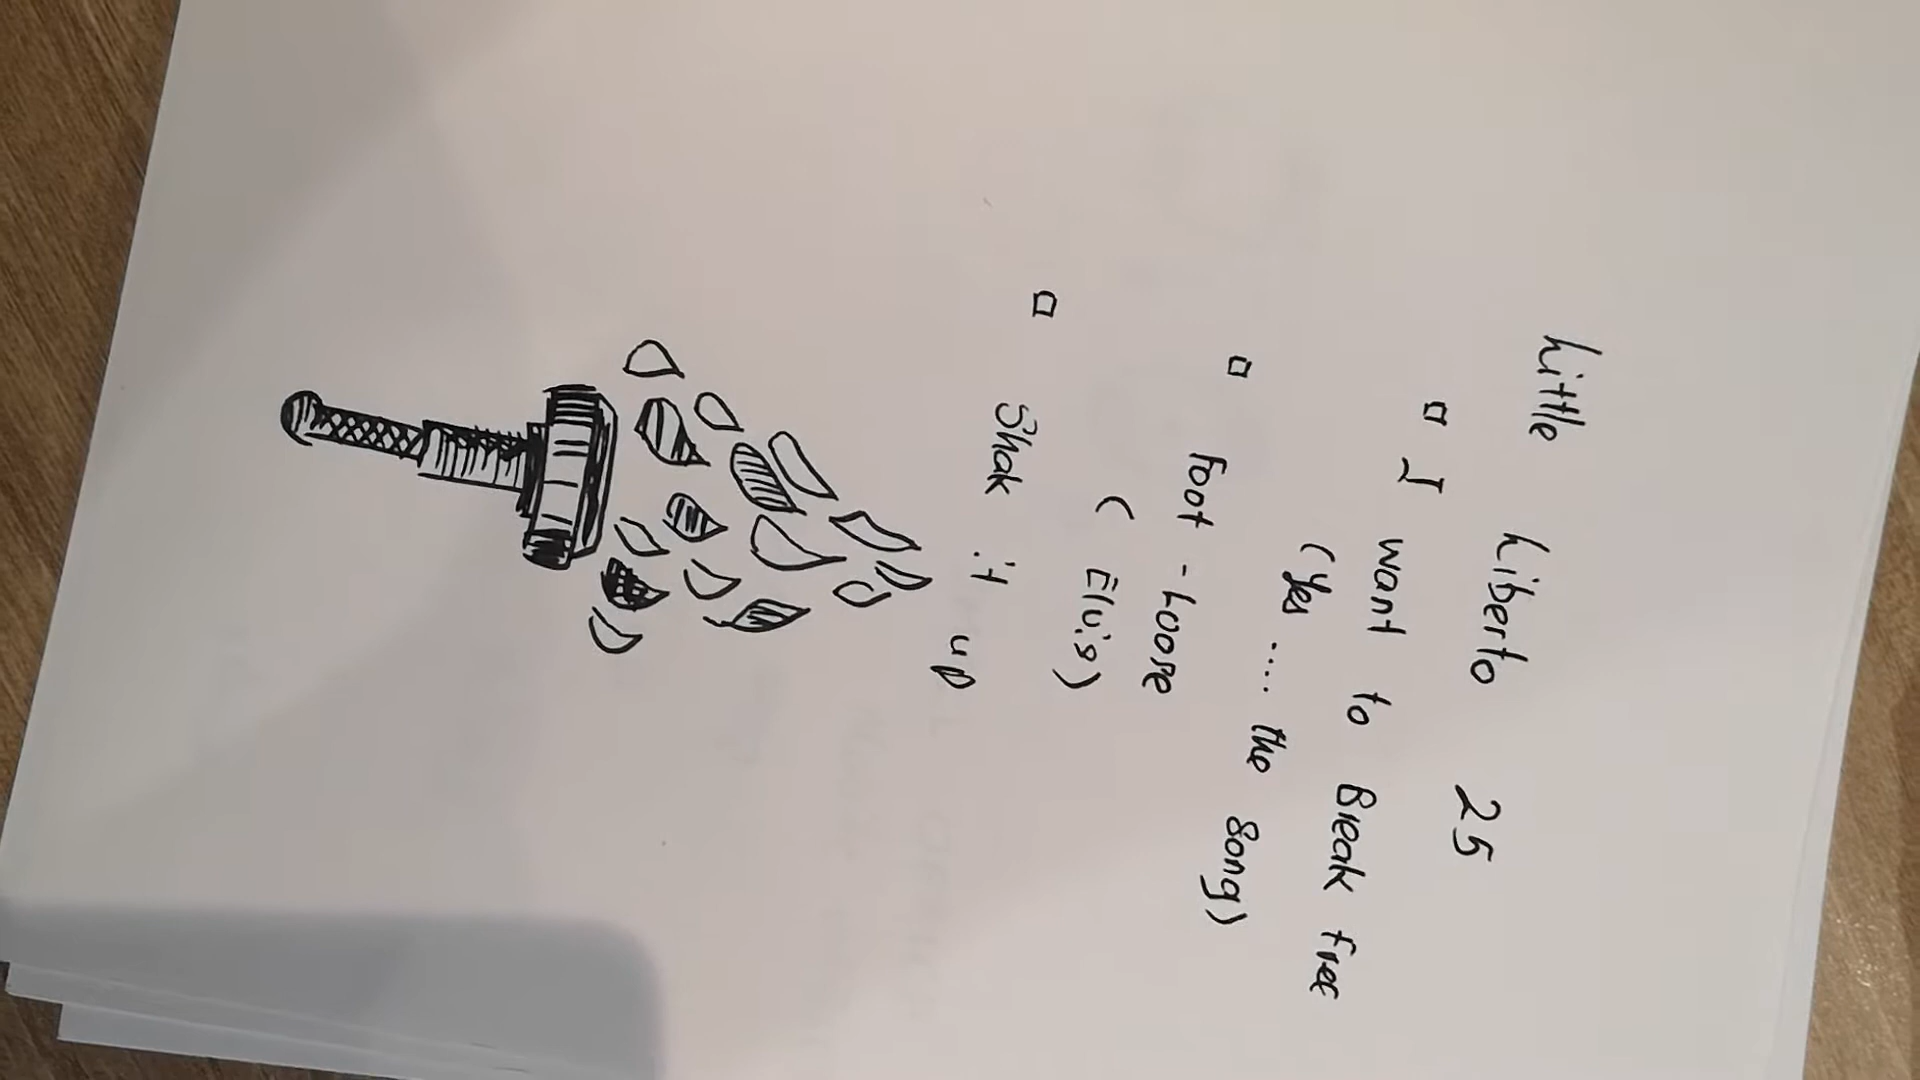 Little Liberto 25
I want to Break free
(Yes ..... the song)
Foot - Loose
( Elvis)
Shak it up